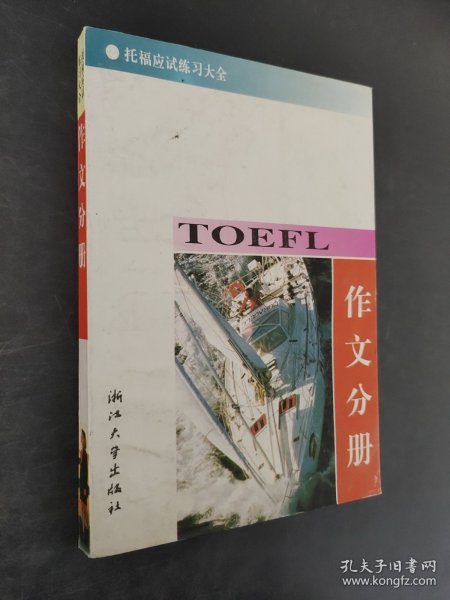 托福应试练习大全
TOEFL
作文分册
浙江大学出版社
作文分册
孔夫子旧书网
www.kongfz.com